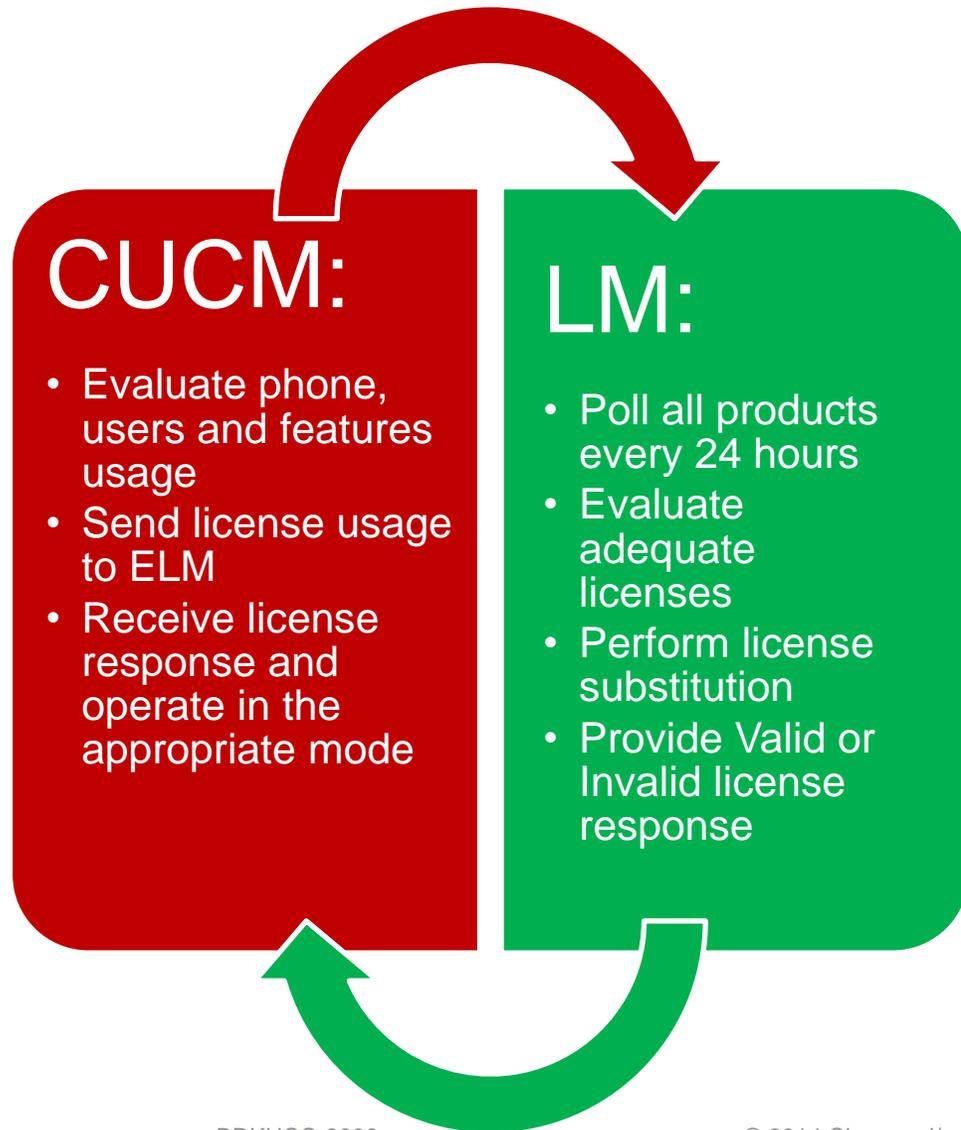 CUCM:
• Evaluate phone,
users and features
usage
• Send license usage
to ELM
• Receive license
response and
operate in the
appropriate mode
LM:
• Poll all products
every 24 hours
• Evaluate
adequate
licenses
• Perform license
substitution
• Provide Valid or
Invalid license
response